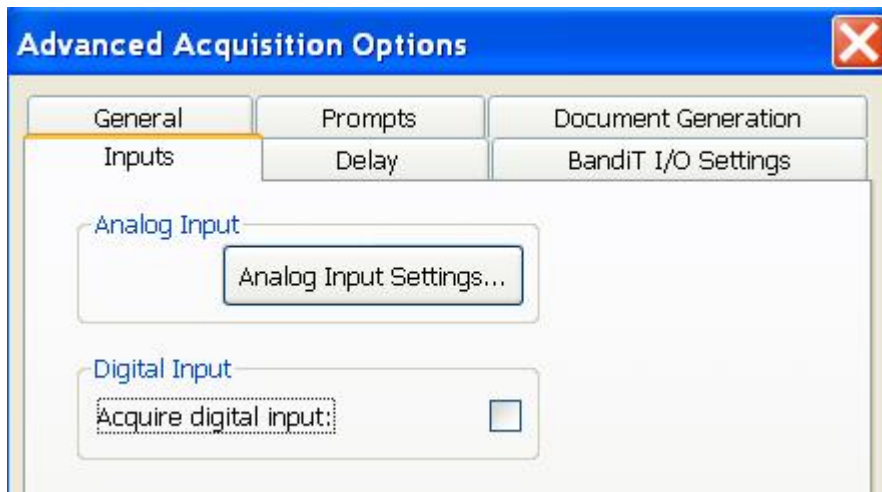 Advanced Acquisition Options
General Prompts Document Generation
Inputs Delay BandiT I/O Settings
Analog Input
Analog Input Settings...
Digital Input
Acquire digital input: